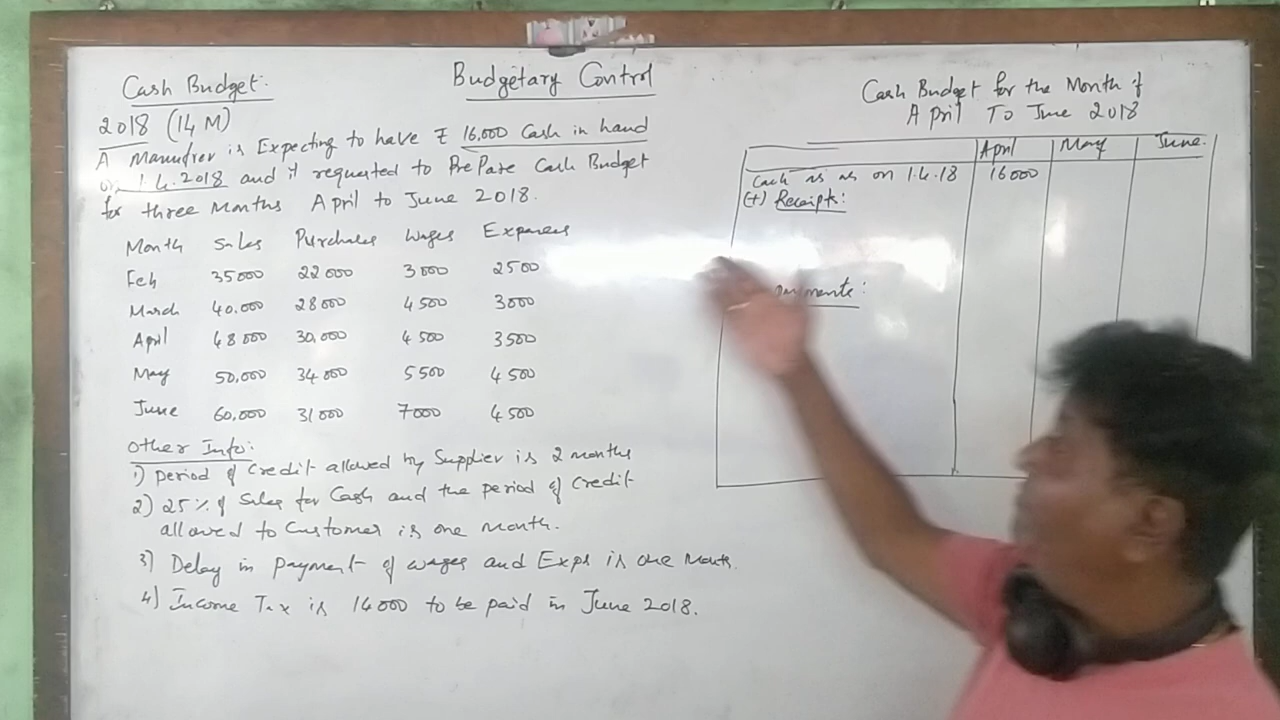 Cash Budget:
Budgetary Control
2018 (14 M)
A Manufrer is Expecting to have ₹ 16,000 Cash in hand
on 1.4.2018 and it requested to PrePare Cash Budget
for three Months April to June 2018.
Month Sales Purchases Wages Expenses
Feb 35000 22000 3000 2500
March 40,000 28000 4500 3000
April 48000 30,000 4500 3500
May 50,000 34000 5500 4500
June 60,000 31000 7000 4500
Other Info:
1) Period of Credit allowed by Supplier is 2 months
2) 25% of Sales for Cash and the period of Credit
allowed to Customer is one month.
3) Delay in payment of wages and Exps is one Month.
4) Income Tax is 14000 to be paid in June 2018.
Cash Budget for the Month of
April To June 2018
April May June
Cash as on 1.4.18 16000
(+) Receipts:
payments: